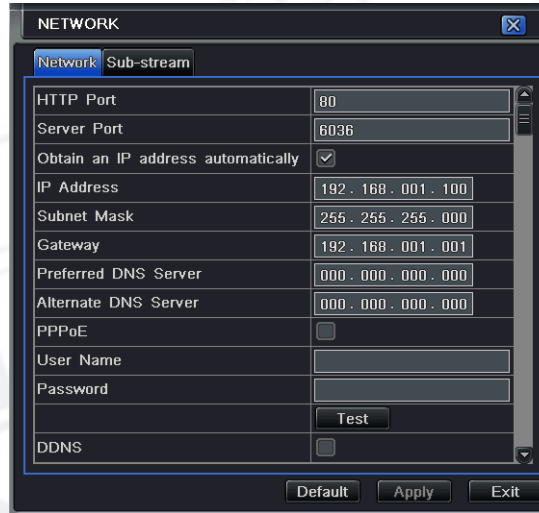 NETWORK
Network Sub-stream
HTTP Port 80
Server Port 6036
Obtain an IP address automatically
IP Address 192 . 168 . 001 . 100
Subnet Mask 255 . 255 . 255 . 000
Gateway 192 . 168 . 001 . 001
Preferred DNS Server 000 . 000 . 000 . 000
Alternate DNS Server 000 . 000 . 000 . 000
PPPoE
User Name
Password
Test
DDNS
Default Apply Exit